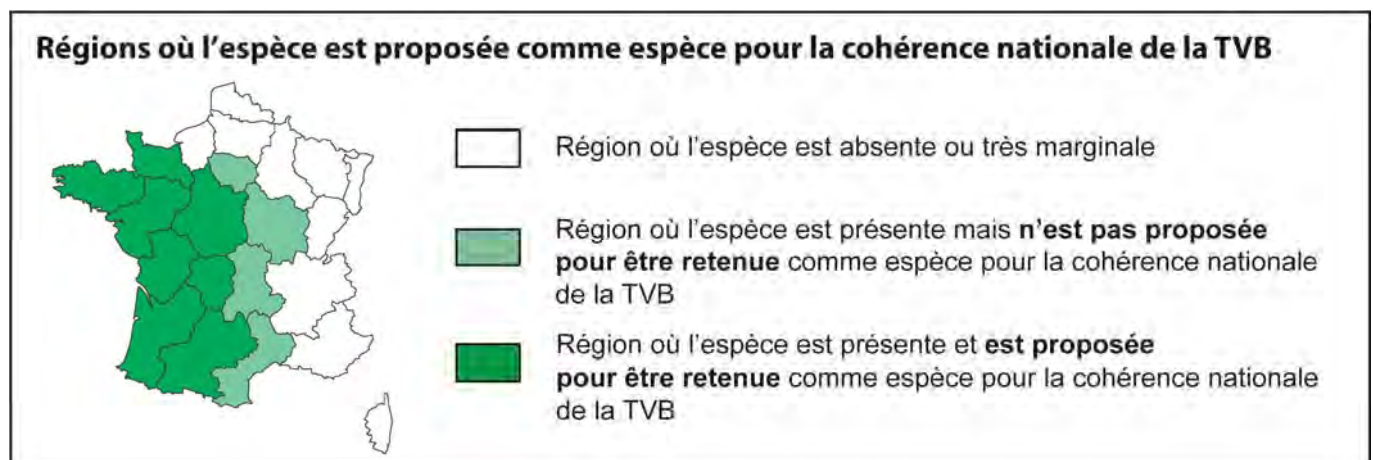 Régions où l'espèce est proposée comme espèce pour la cohérence nationale de la TVB
Région où l'espèce est absente ou très marginale
Région où l'espèce est présente mais n'est pas proposée
pour être retenue comme espèce pour la cohérence nationale
de la TVB
Région où l'espèce est présente et est proposée
pour être retenue comme espèce pour la cohérence nationale
de la TVB